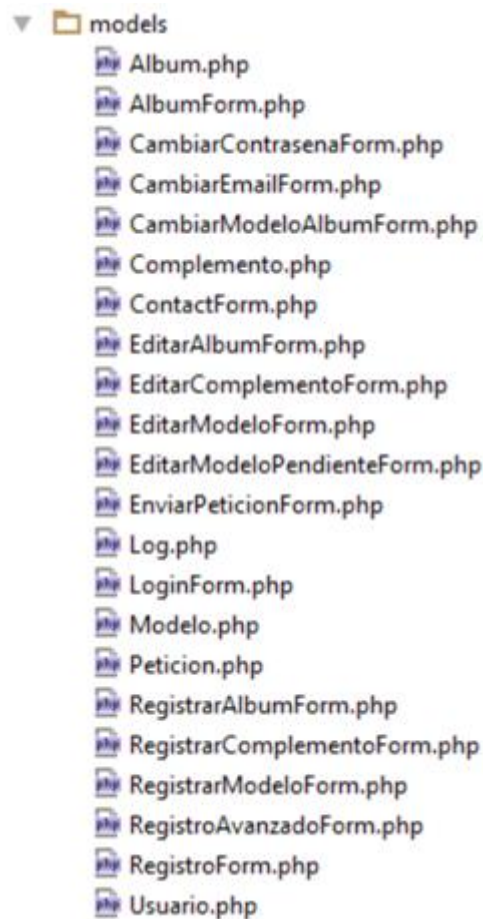 models
Album.php
AlbumForm.php
CambiarContrasenaForm.php
CambiarEmailForm.php
CambiarModeloAlbumForm.php
Complemento.php
ContactForm.php
EditarAlbumForm.php
EditarComplementoForm.php
EditarModeloForm.php
EditarModeloPendienteForm.php
EnviarPeticionForm.php
Log.php
LoginForm.php
Modelo.php
Peticion.php
RegistrarAlbumForm.php
RegistrarComplementoForm.php
RegistrarModeloForm.php
RegistroAvanzadoForm.php
RegistroForm.php
Usuario.php